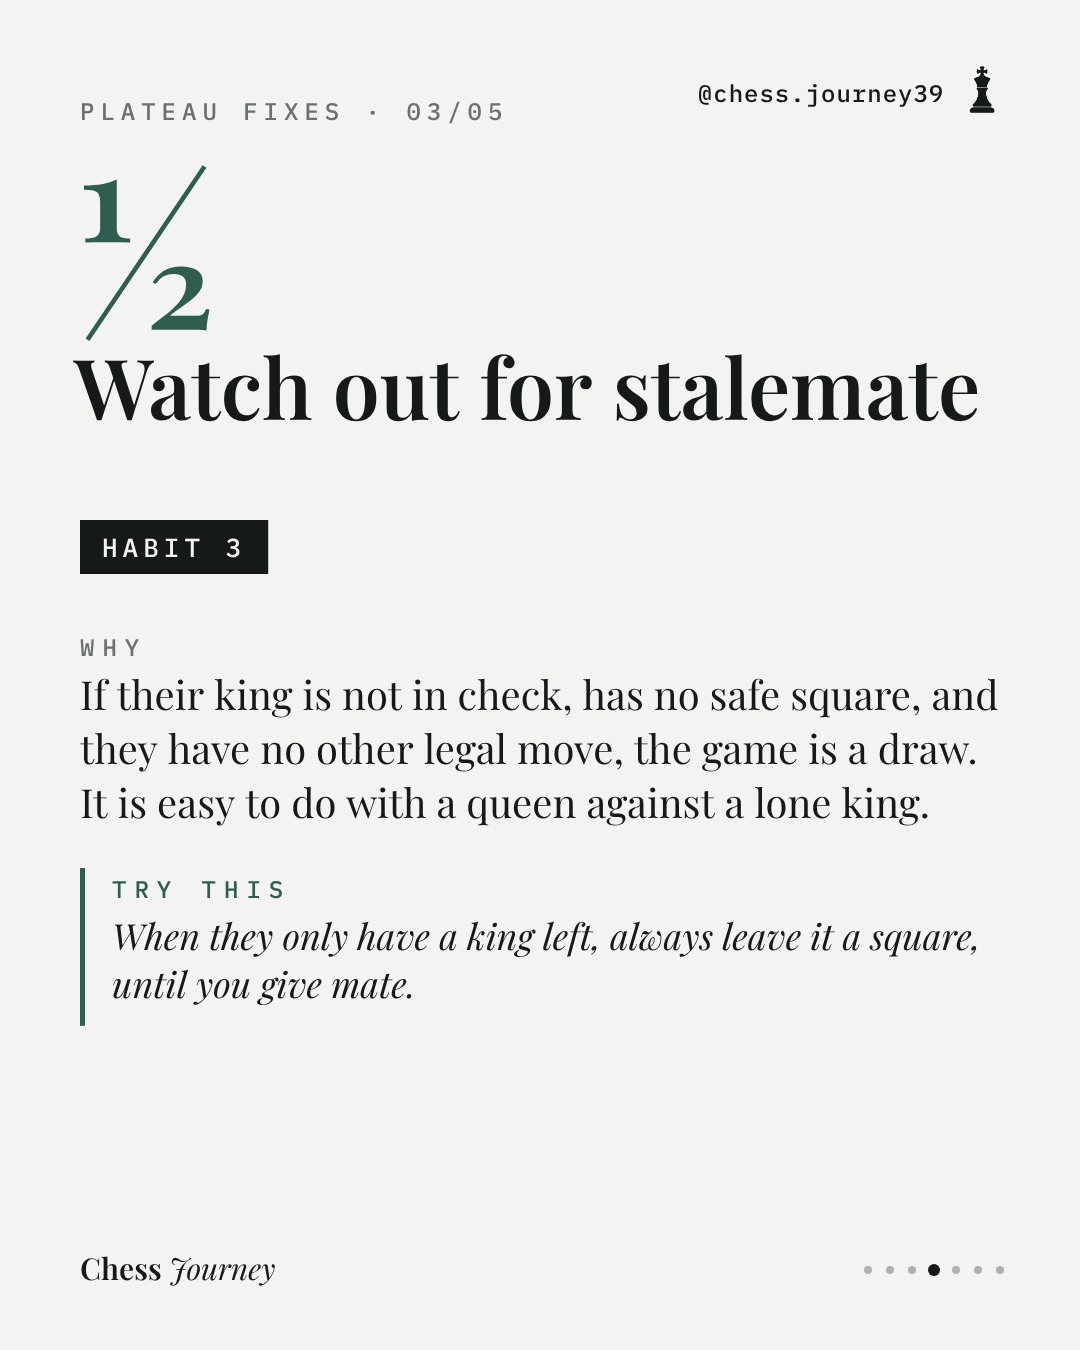 PLATEAU FIXES · 03/05
@chess.journey39
1/2
Watch out for stalemate
HABIT 3
WHY
If their king is not in check, has no safe square, and
they have no other legal move, the game is a draw.
It is easy to do with a queen against a lone king.
TRY THIS
When they only have a king left, always leave it a square,
until you give mate.
Chess Journey